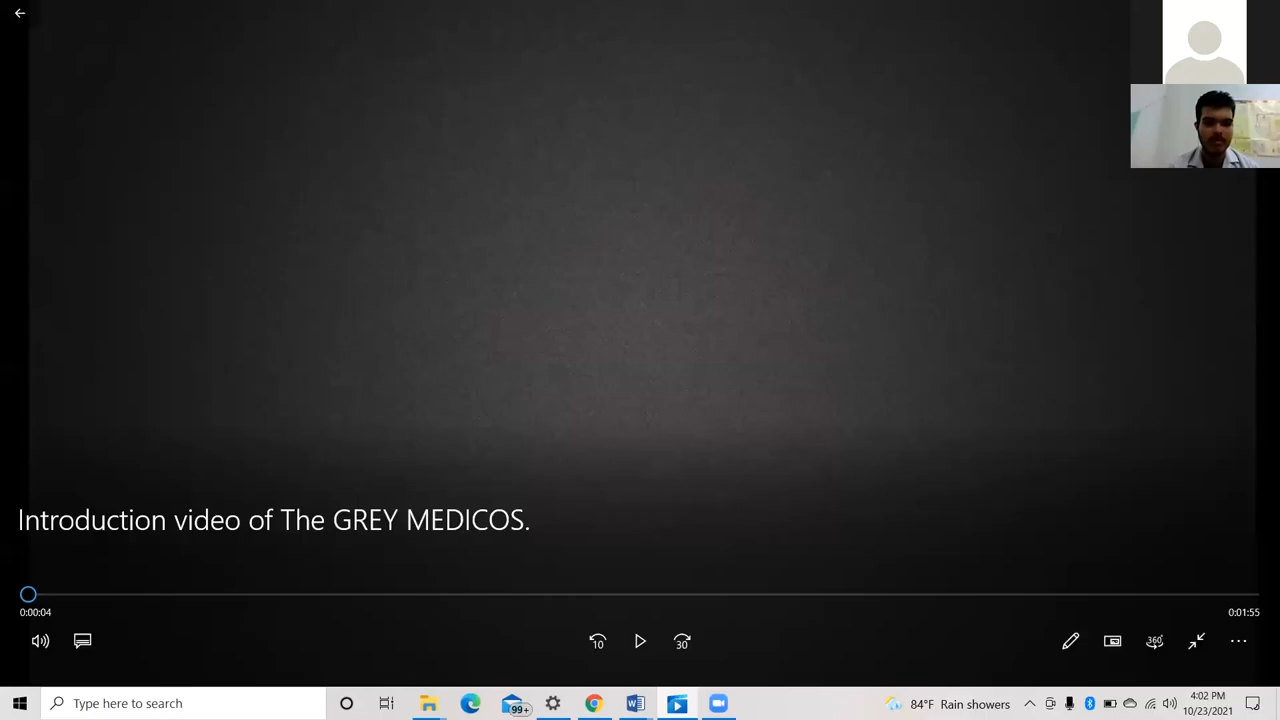 Introduction video of The GREY MEDICOS.
0:00:04
0:01:55
10
30
360
Type here to search
99+
84°F Rain showers
4:02 PM
10/23/2021